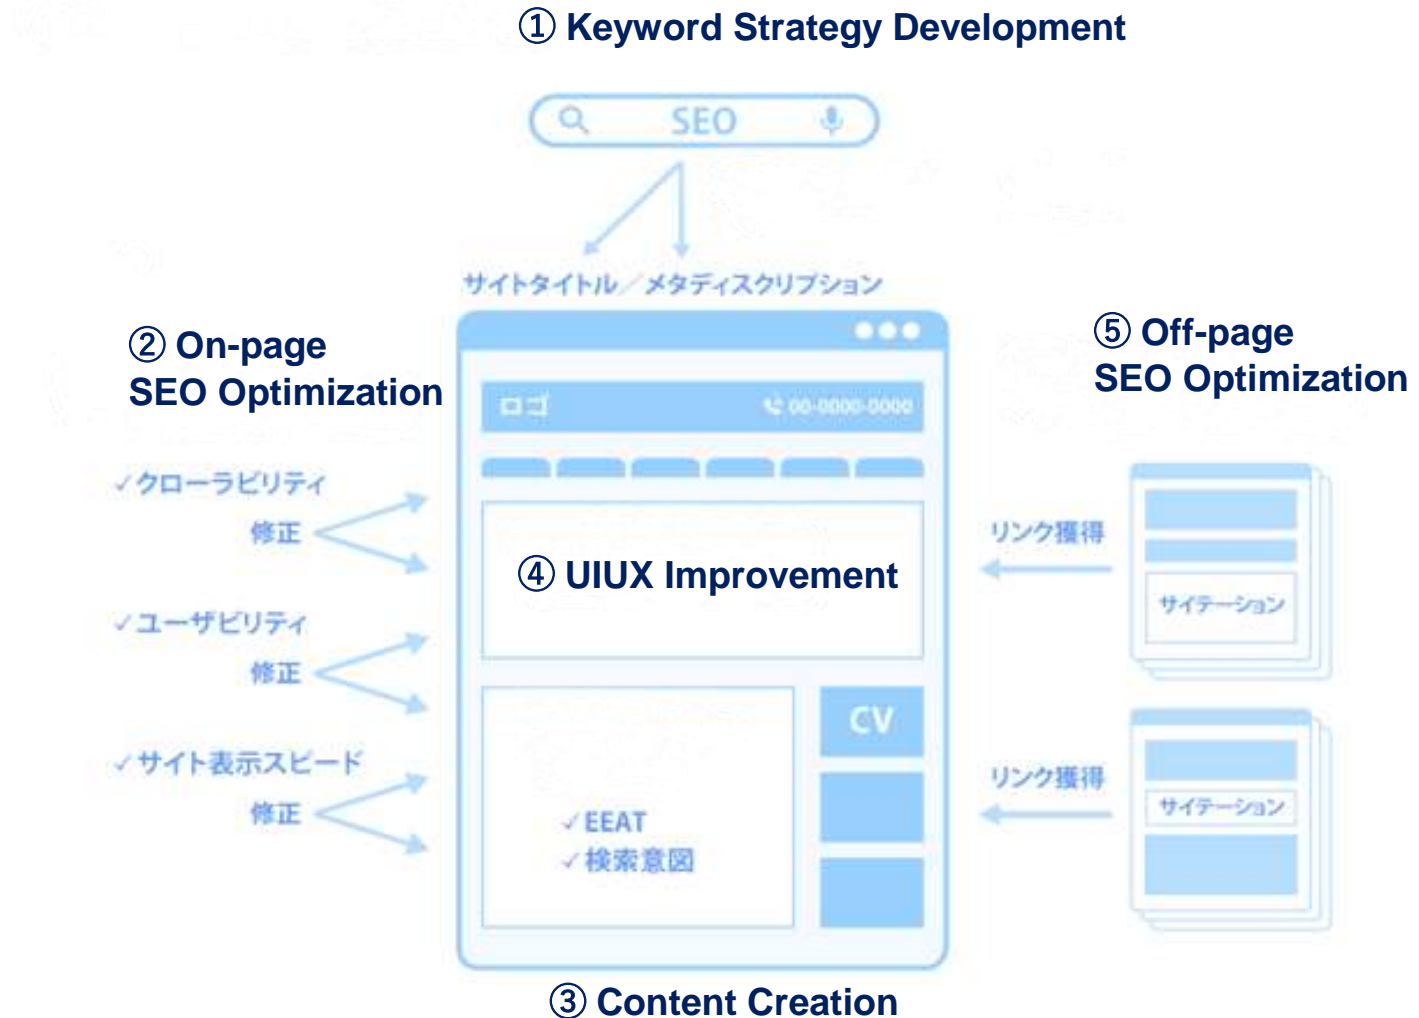 ① Keyword Strategy Development
SEO
サイトタイトル／メタディスクリプション
② On-page
SEO Optimization
ロゴ
00-0000-0000
✓クローラビリティ
修正
✓ユーザビリティ
修正
✓サイト表示スピード
修正
④ UIUX Improvement
CV
✓EEAT
✓検索意図
③ Content Creation
⑤ Off-page
SEO Optimization
リンク獲得
サイテーション
リンク獲得
サイテーション